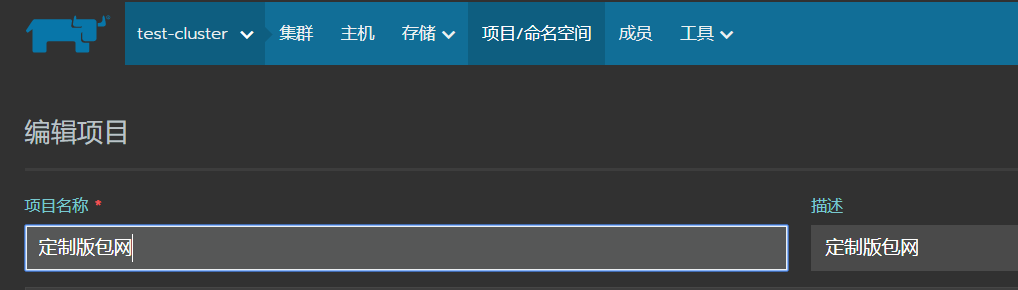 test-cluster 集群 主机 存储 项目/命名空间 成员 工具
编辑项目
项目名称 * 描述
定制版包网 定制版包网